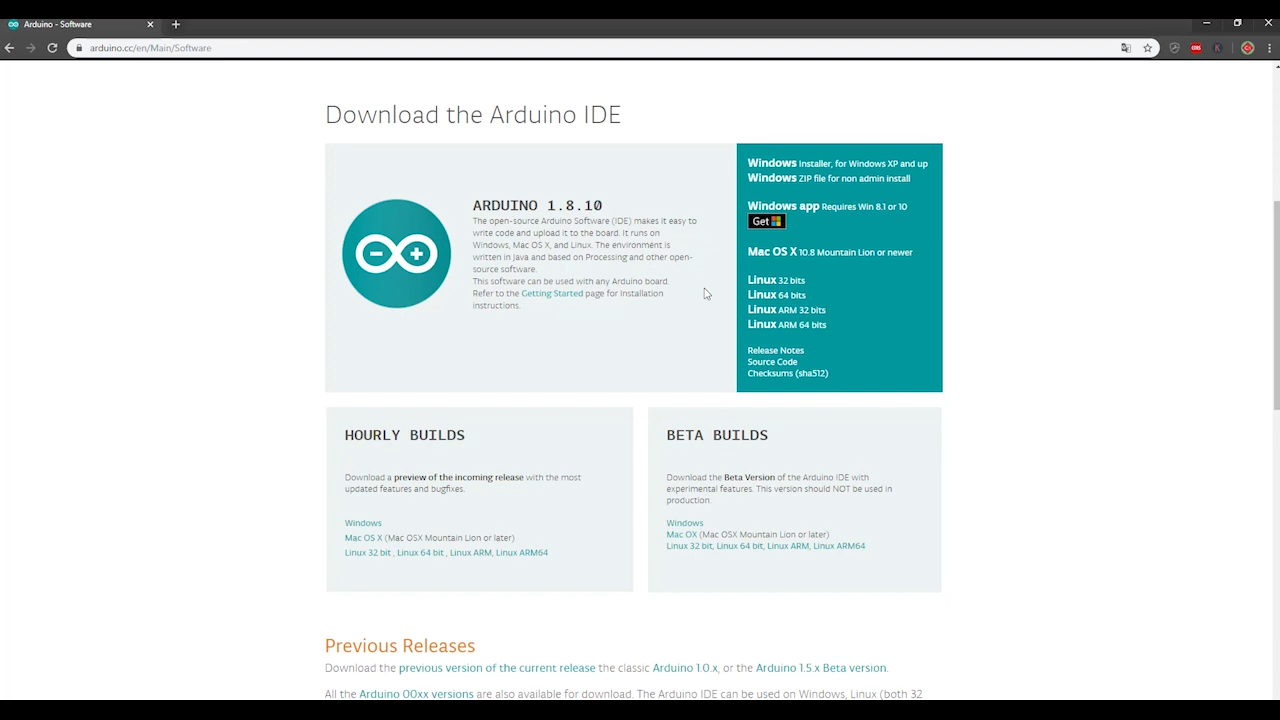 Arduino - Software
arduino.cc/en/Main/Software
Download the Arduino IDE
ARDUINO 1.8.10
The open-source Arduino Software (IDE) makes it easy to
write code and upload it to the board. It runs on
Windows, Mac OS X, and Linux. The environment is
written in Java and based on Processing and other open-
source software.
This software can be used with any Arduino board.
Refer to the Getting Started page for Installation
instructions.
Windows Installer, for Windows XP and up
Windows ZIP file for non admin install
Windows app Requires Win 8.1 or 10
Get
Mac OS X 10.8 Mountain Lion or newer
Linux 32 bits
Linux 64 bits
Linux ARM 32 bits
Linux ARM 64 bits
Release Notes
Source Code
Checksums (sha512)
HOURLY BUILDS
Download a preview of the incoming release with the most
updated features and bugfixes.
Windows
Mac OS X (Mac OSX Mountain Lion or later)
Linux 32 bit , Linux 64 bit , Linux ARM, Linux ARM64
BETA BUILDS
Download the Beta Version of the Arduino IDE with
experimental features. This version should NOT be used in
production.
Windows
Mac OX (Mac OSX Mountain Lion or later)
Linux 32 bit, Linux 64 bit, Linux ARM, Linux ARM64
Previous Releases
Download the previous version of the current release the classic Arduino 1.0.x, or the Arduino 1.5.x Beta version.
All the Arduino 00xx versions are also available for download. The Arduino IDE can be used on Windows, Linux (both 32